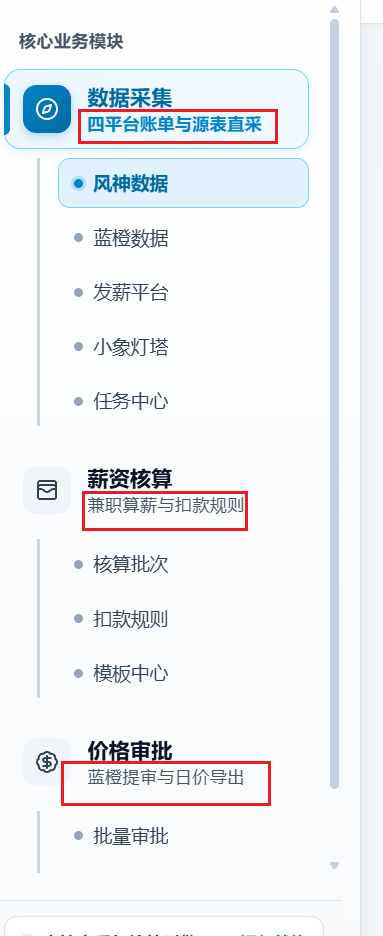 核心业务模块
数据采集
四平台账单与源表直采
风神数据
蓝橙数据
发薪平台
小象灯塔
任务中心
薪资核算
兼职算薪与扣款规则
核算批次
扣款规则
模板中心
价格审批
蓝橙提审与日价导出
批量审批